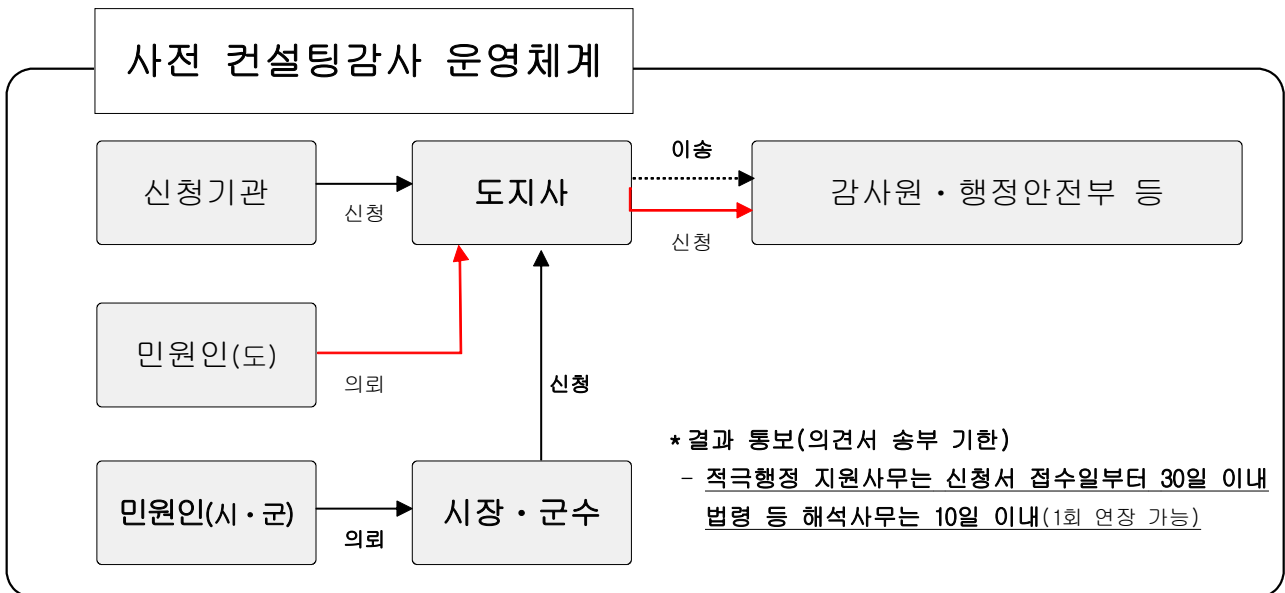 사전 컨설팅감사 운영체계
신청기관
신청
도지사
이송
신청
감사원·행정안전부 등
민원인(도)
의뢰
신청
민원인(시·군)
의뢰
시장·군수
* 결과 통보(의견서 송부 기한)
- 적극행정 지원사무는 신청서 접수일부터 30일 이내
법령 등 해석사무는 10일 이내(1회 연장 가능)